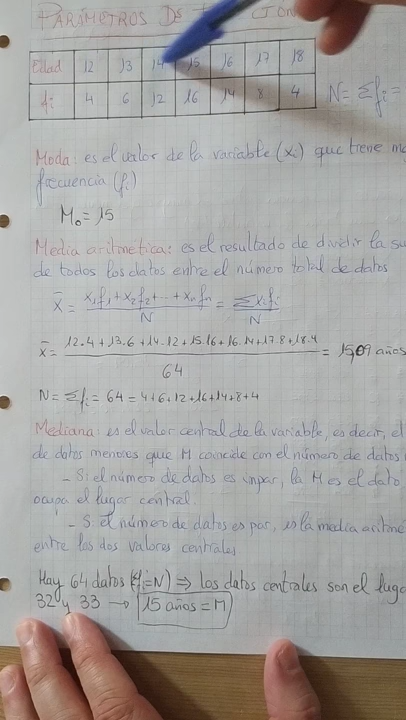 PARÁMETROS DE
Edad 12 13 14 15 16 17 18
fi 4 6 12 16 14 8 4 N= Σfi =
Moda: es el valor de la variable (xi) que tiene
frecuencia (fi)
Mo = 15
Media aritmetica: es el resultado de dividir la
de todos los datos entre el número total de datos
x̄ = x1f1+x2f2+...+xnfn / N = Σxifi / N
x̄ = 12.4+13.6+14.12+15.16+16.14+17.8+18.4 / 64 = 15,09 años
N = Σfi = 64 = 4+6+12+16+14+8+4
Mediana: es el valor central de la variable, es decir, el
de datos menores que M coincide con el número de datos
- Si el número de datos es impar, la M es el dato
ocupa el lugar central.
- Si el número de datos es par, es la media
entre los dos valores centrales
Hay 64 datos (fi=N) ⇒ Los datos centrales son el
32 y 33 → 15 años = M